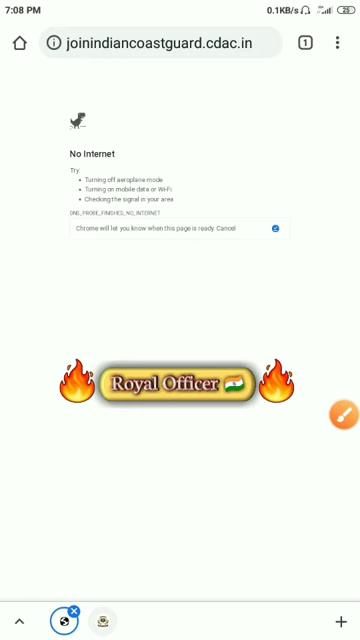 7:08 PM
0.1KB/s
25
joinindiancoastguard.cdac.in
1
No Internet
Try:
• Turning off aeroplane mode
• Turning on mobile data or Wi-Fi
• Checking the signal in your area
DNS_PROBE_FINISHED_NO_INTERNET
Chrome will let you know when this page is ready. Cancel
Royal Officer